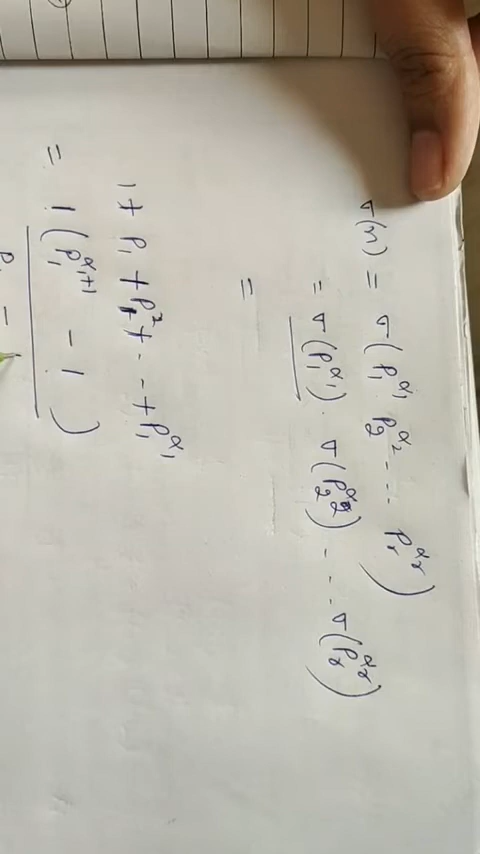 σ(n) = σ(p₁^α₁ p₂^α₂ ... pᵣ^αᵣ)
= σ(p₁^α₁) · σ(p₂^α₂) - - - σ(pᵣ^αᵣ)
=
1 + p₁ + p₁² + - - + p₁^α₁
= 1(p₁^α₁+1 - 1)
p₁ -